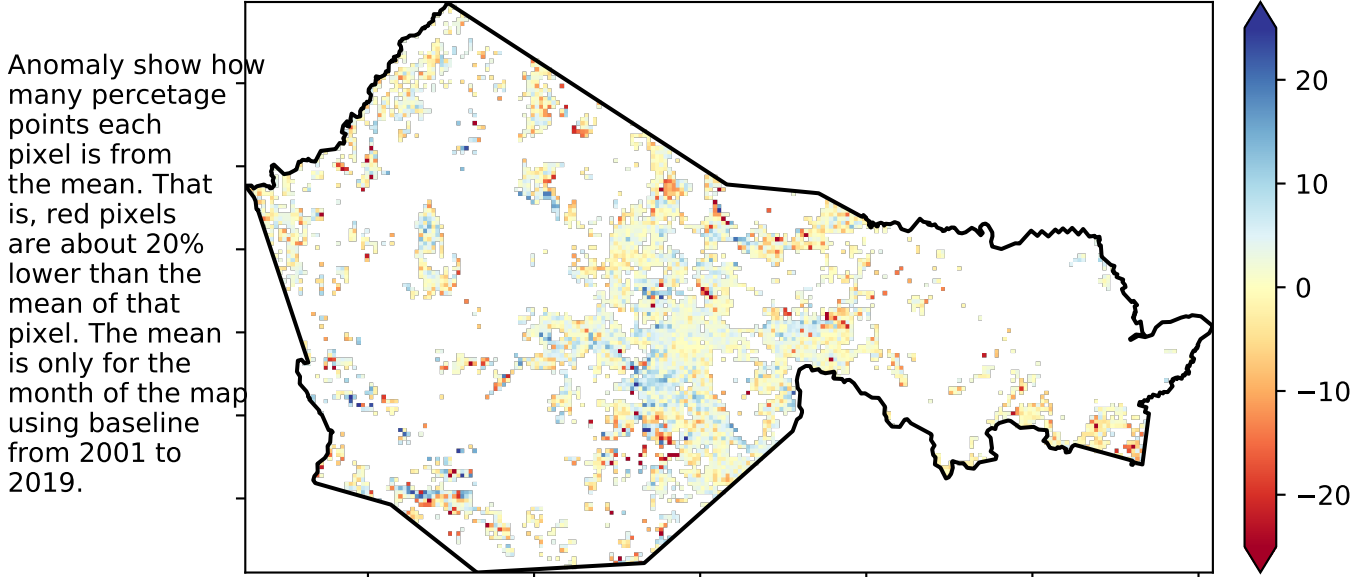 Anomaly show how
many percetage
points each
pixel is from
the mean. That
is, red pixels
are about 20%
lower than the
mean of that
pixel. The mean
is only for the
month of the map
using baseline
from 2001 to
2019.
20
10
0
−10
−20